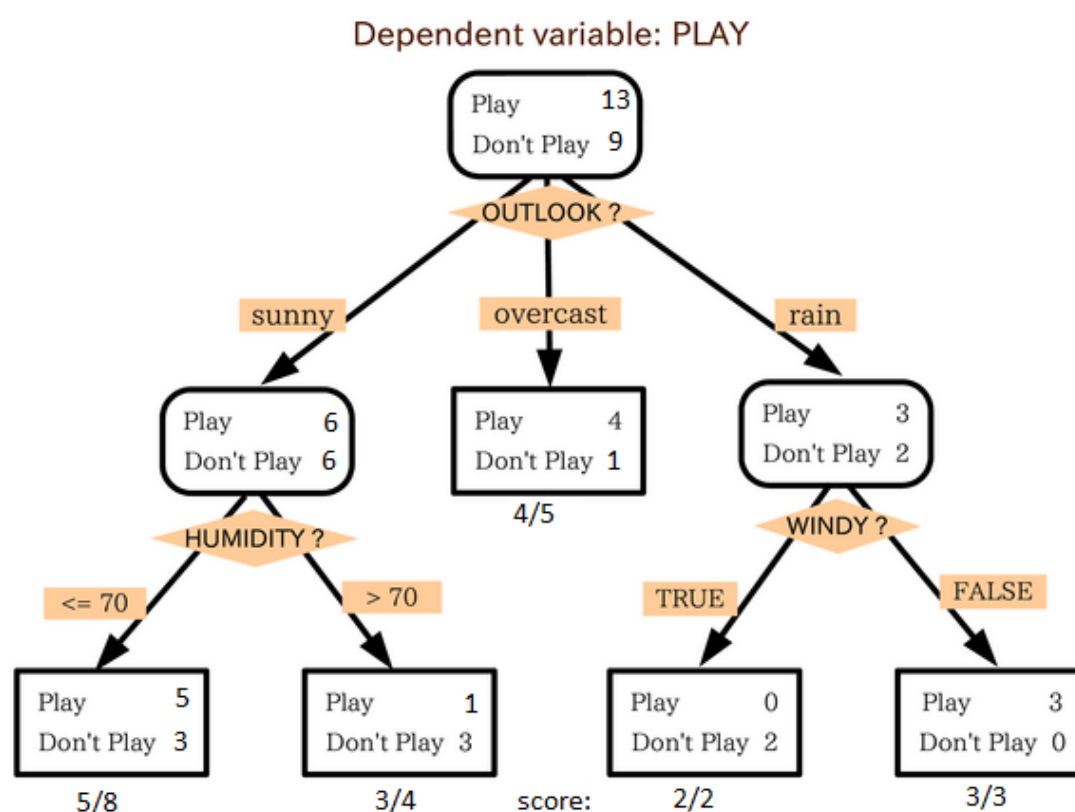 Dependent variable: PLAY
Play 13
Don't Play 9
OUTLOOK ?
sunny
overcast
rain
Play 6
Don't Play 6
Play 4
Don't Play 1
4/5
Play 3
Don't Play 2
HUMIDITY ?
WINDY ?
<= 70
> 70
TRUE
FALSE
Play 5
Don't Play 3
Play 1
Don't Play 3
Play 0
Don't Play 2
Play 3
Don't Play 0
5/8
3/4
score:
2/2
3/3